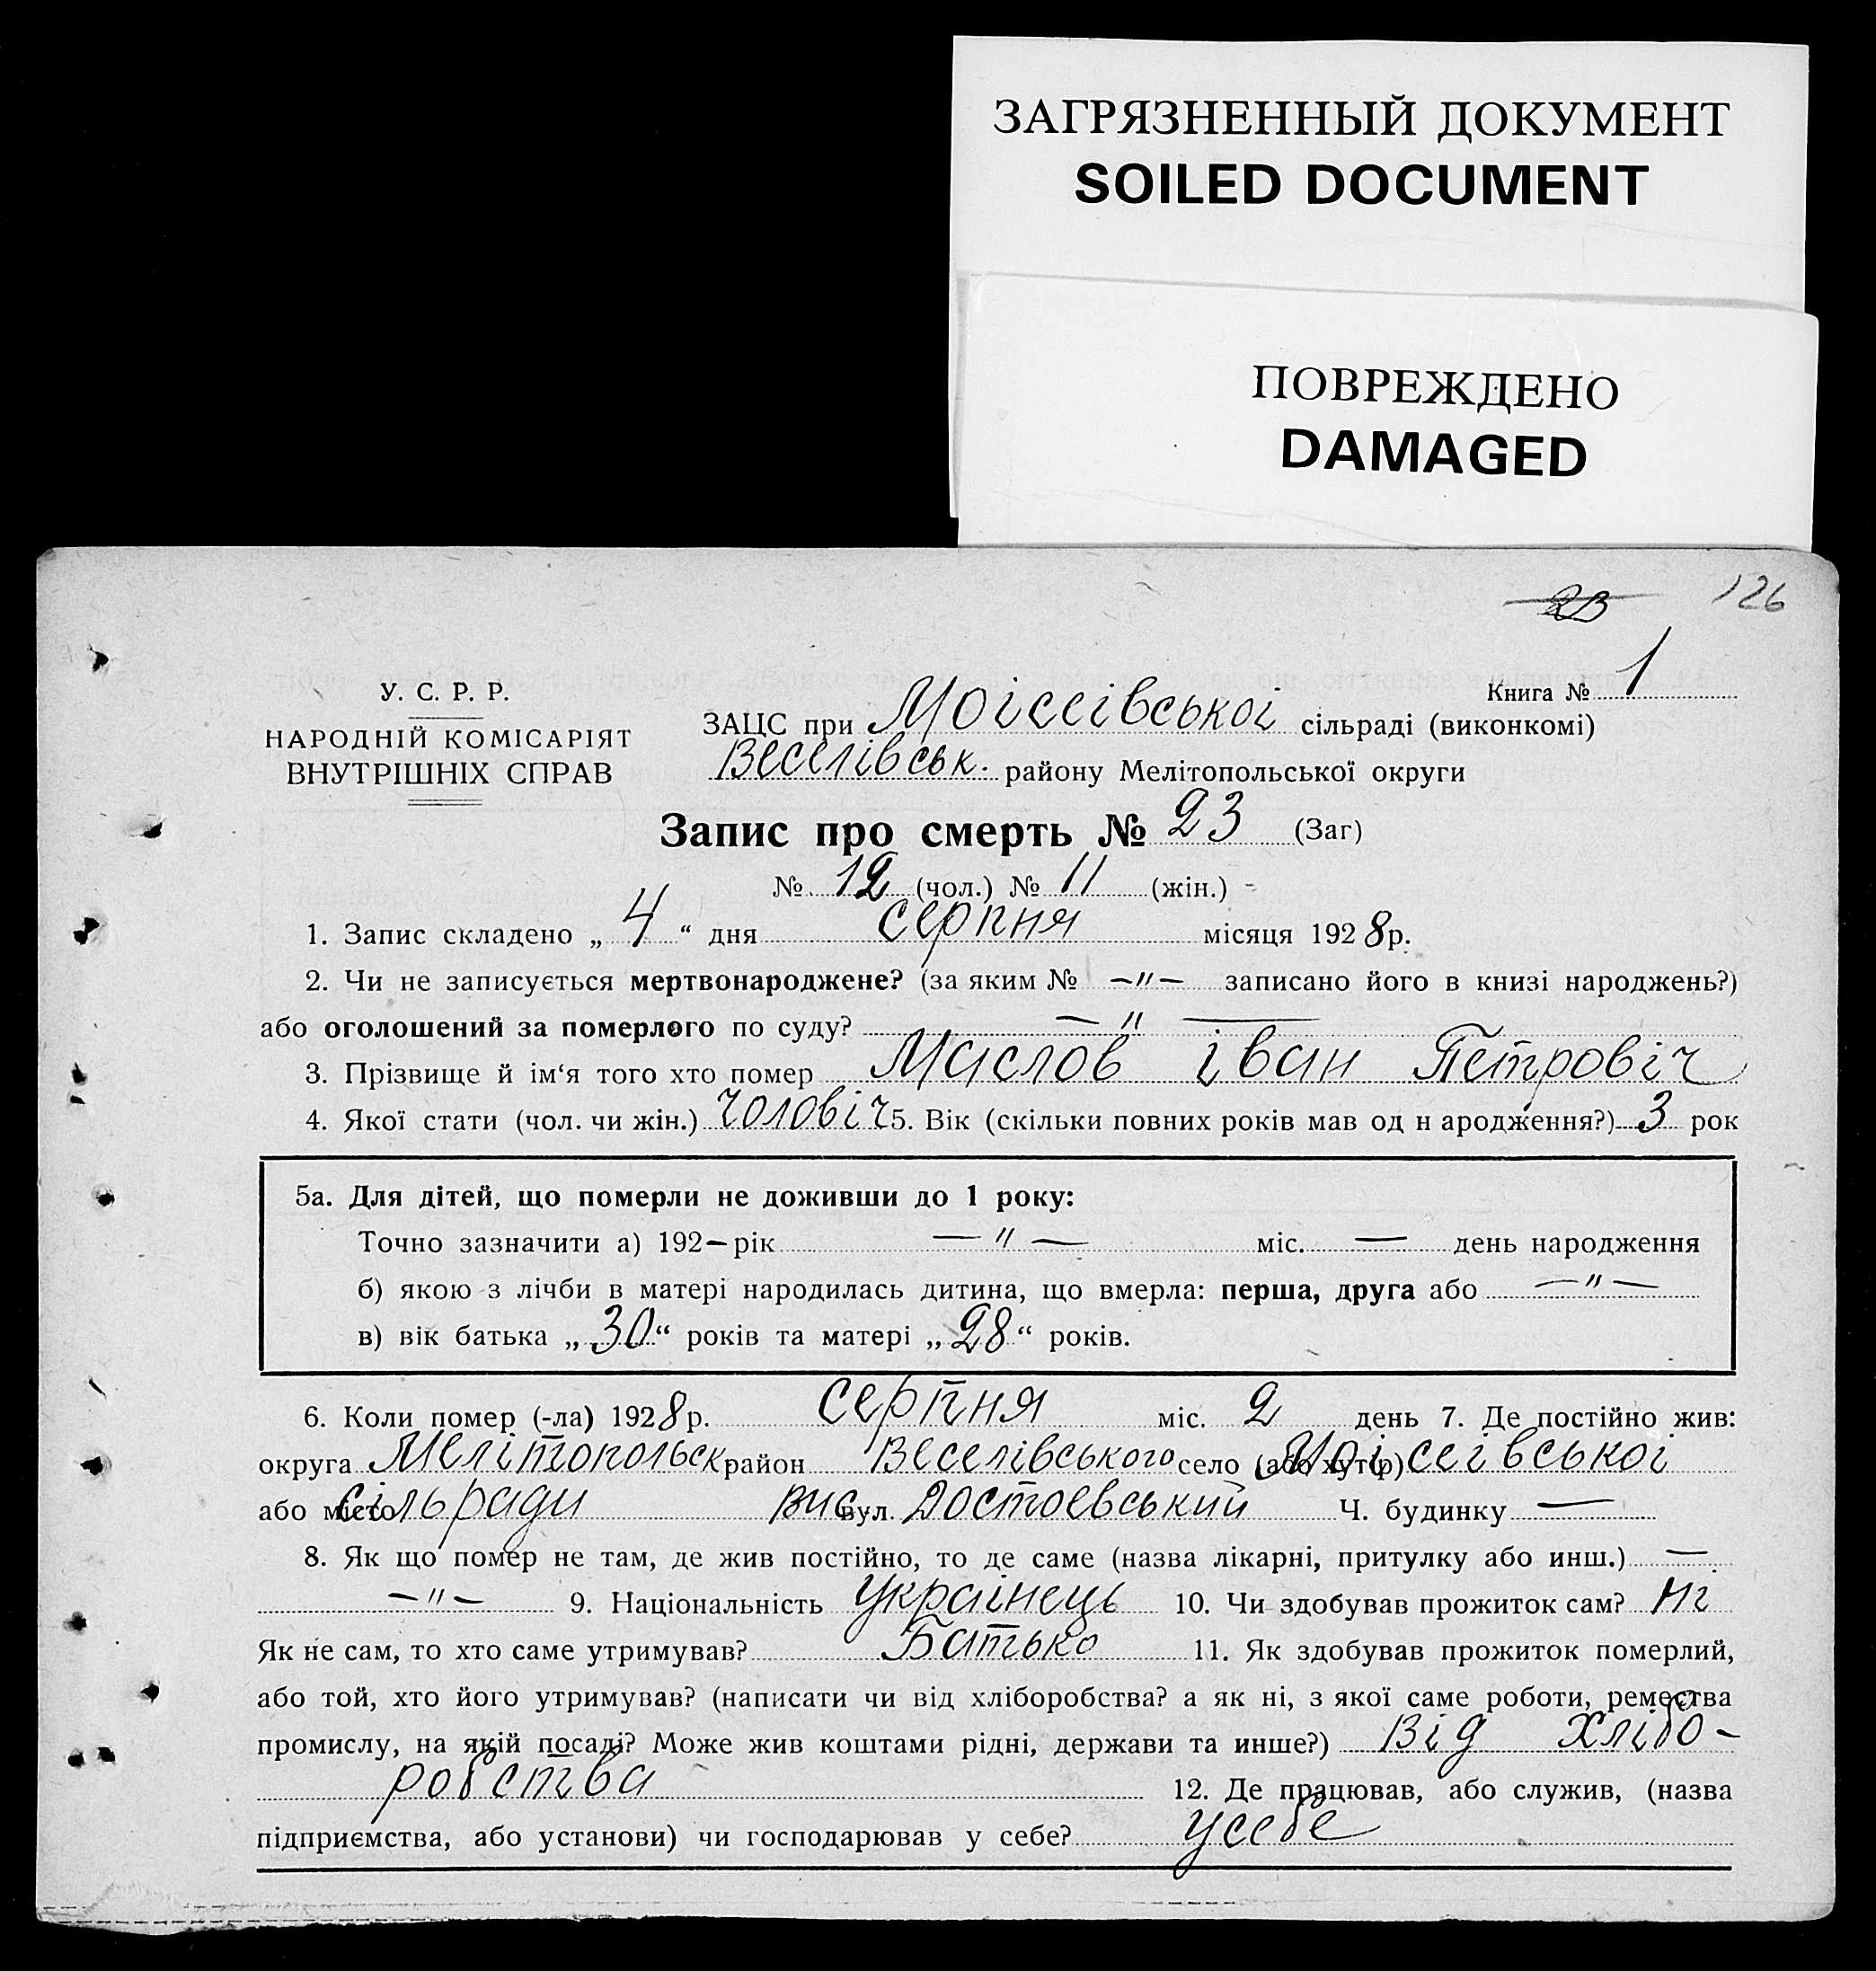 ЗАГРЯЗНЕННЫЙ ДОКУМЕНТ
SOILED DOCUMENT
ПОВРЕЖДЕНО
DAMAGED
23 126
У. С. Р. Р.
НАРОДНІЙ КОМІСАРІЯТ
ВНУТРІШНІХ СПРАВ
Книга № 1
ЗАЦС при Моісеівської сільраді (виконкомі)
Веселівськ. району Мелітопольської округи
Запис про смерть № 23 (Заг)
№ 12 (чол.) № 11 (жін.)
1. Запис складено „ 4 “ дня серпня місяця 1928р.
2. Чи не записується мертвонароджене? (за яким № —"— записано його в книзі народжень?)
або оголошений за померлого по суду? — " —
3. Прізвище й ім‘я того хто помер Маслов Іван Петровіч
4. Якої стати (чол. чи жін.) чоловіч 5. Вік (скільки повних років мав од н ародження?) 3 рок
5а. Для дітей, що померли не доживши до 1 року:
Точно зазначити а) 192— рік — " — міс. — день народження
б) якою з лічби в матері народилась дитина, що вмерла: перша, друга або — " —
в) вік батька „ 30 “ років та матері „ 28 “ років.
6. Коли помер (-ла) 1928р. серпня міс. 2 день 7. Де постійно жив:
округа Мелітопольськ район Веселівського село (або хутір) Моісеівської
або місто сільради вис. вул. Достоєвський Ч. будинку —
8. Як що помер не там, де жив постійно, то де саме (назва лікарні, притулку або инш.) —
— " — 9. Національність Українець 10. Чи здобував прожиток сам? Ні
Як не сам, то хто саме утримував? Батько 11. Як здобував прожиток померлий,
або той, хто його утримував? (написати чи від хліборобства? а як ні, з якої саме роботи, ремества
промислу, на якій посаді? Може жив коштами рідні, держави та инше?) Від хлібо-
робства 12. Де працював, або служив, (назва
підприємства, або установи) чи господарював у себе? у себе